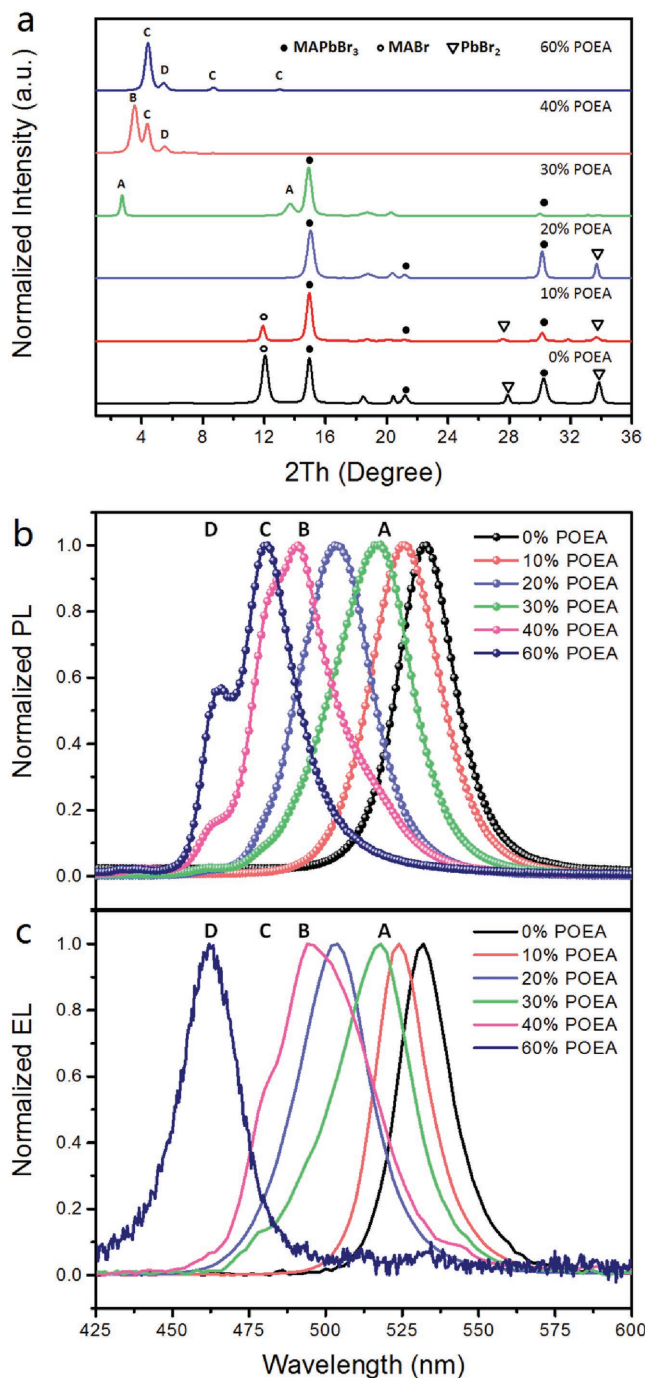 a
C
D
C
C
● MAPbBr3 ○ MABr ▽ PbBr2
60% POEA
B
C
D
40% POEA
A
A
30% POEA
20% POEA
10% POEA
0% POEA
Normalized Intensity (a.u.)
4 8 12 16 20 24 28 32 36
2Th (Degree)
b
D C B A
0% POEA
10% POEA
20% POEA
30% POEA
40% POEA
60% POEA
1.0
0.8
0.6
0.4
0.2
0.0
Normalized PL
c
D C B A
0% POEA
10% POEA
20% POEA
30% POEA
40% POEA
60% POEA
1.0
0.8
0.6
0.4
0.2
0.0
Normalized EL
425 450 475 500 525 550 575 600
Wavelength (nm)